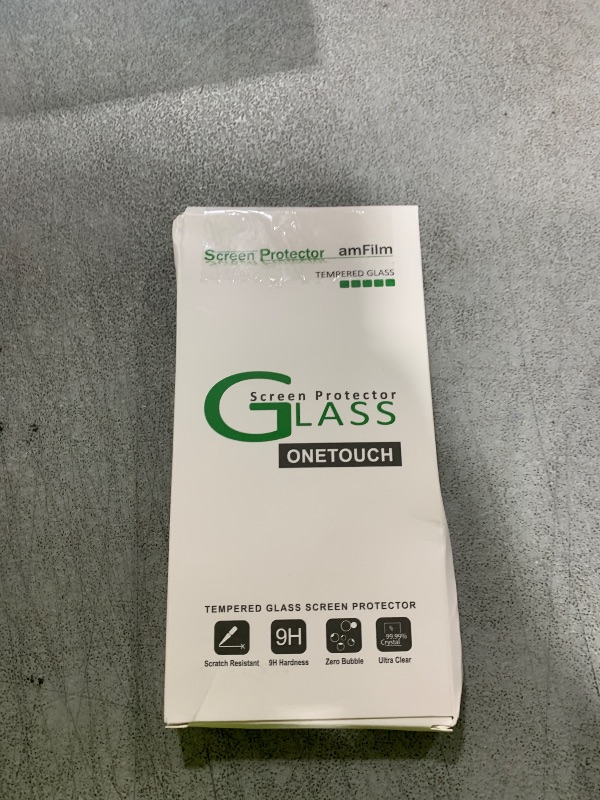 Screen Protector amFilm
TEMPERED GLASS
Screen Protector
GLASS
ONETOUCH
TEMPERED GLASS SCREEN PROTECTOR
9H
99.99%
Crystal
Scratch Resistant 9H Hardness Zero Bubble Ultra Clear